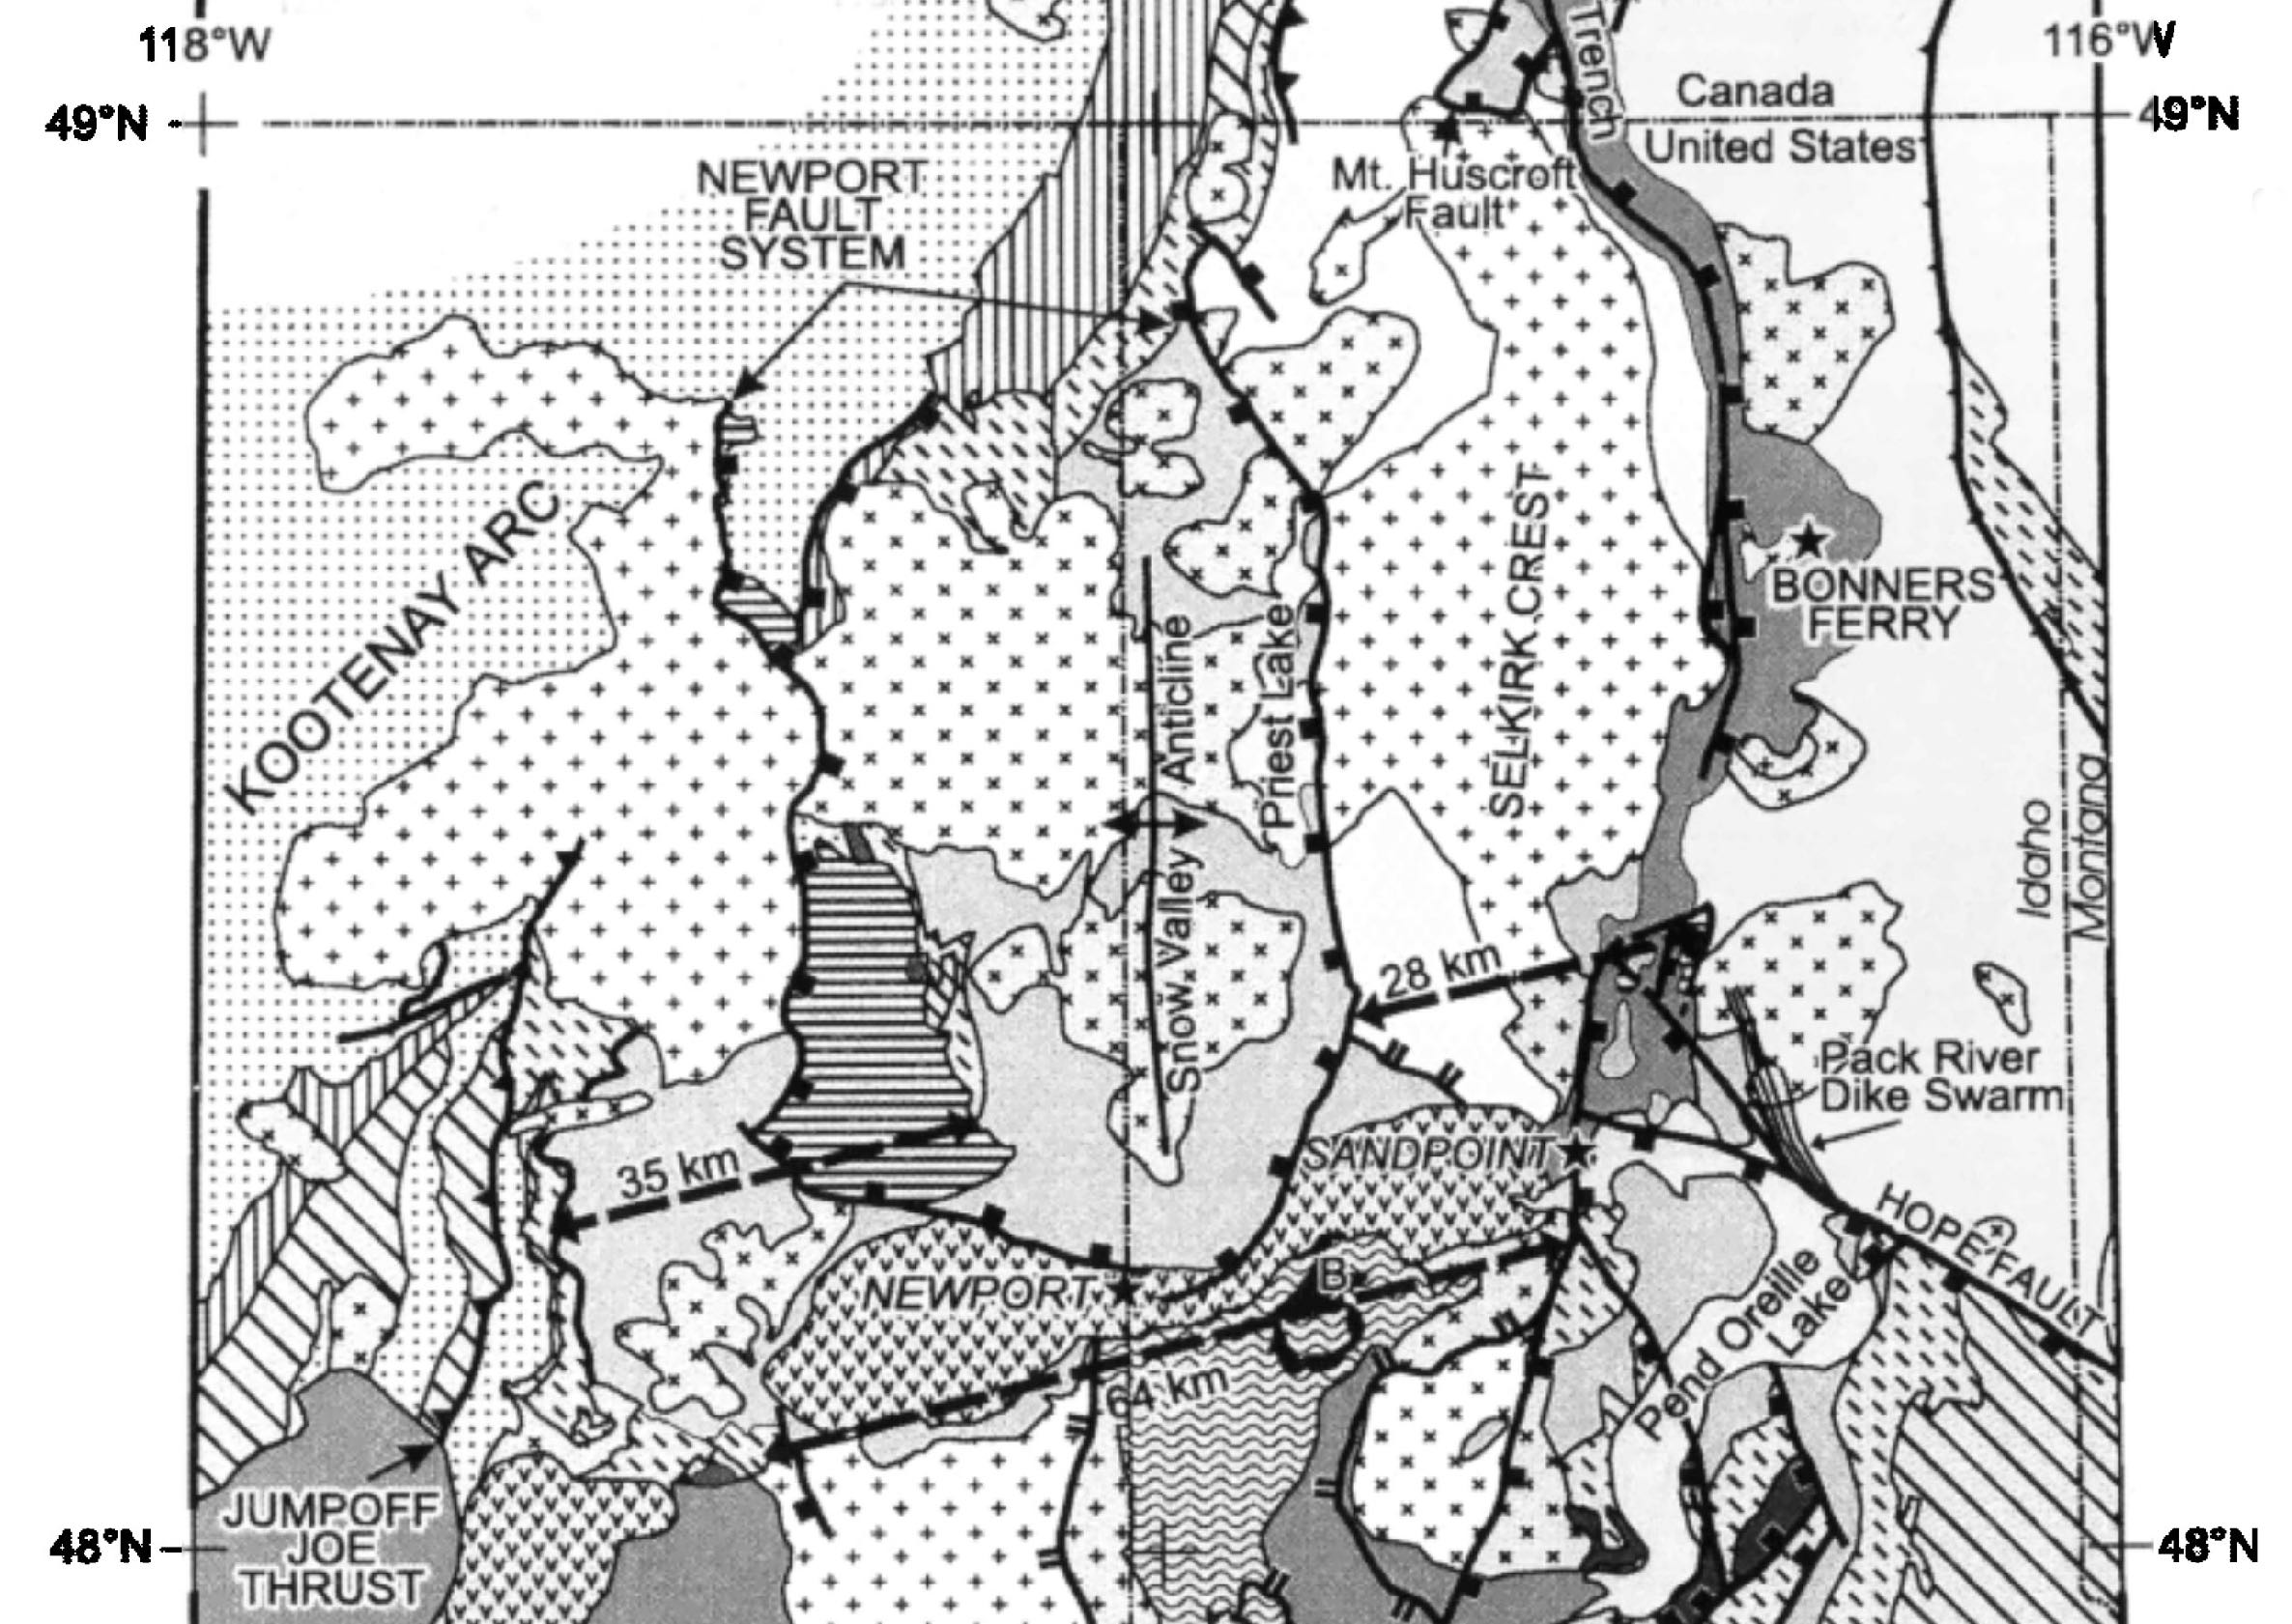 118°W
116°W
49°N
49°N
Trench
Canada
United States
NEWPORT
FAULT
SYSTEM
Mt. Huscroft
Fault
KOOTENAY ARC
SELKIRK CREST
BONNERS
FERRY
Priest Lake
Snow Valley Anticline
Idaho
Montana
28 km
Pack River
Dike Swarm
SANDPOINT
35 km
HOPE FAULT
NEWPORT
B
Pend Oreille
Lake
64 km
JUMPOFF
JOE
THRUST
48°N
48°N